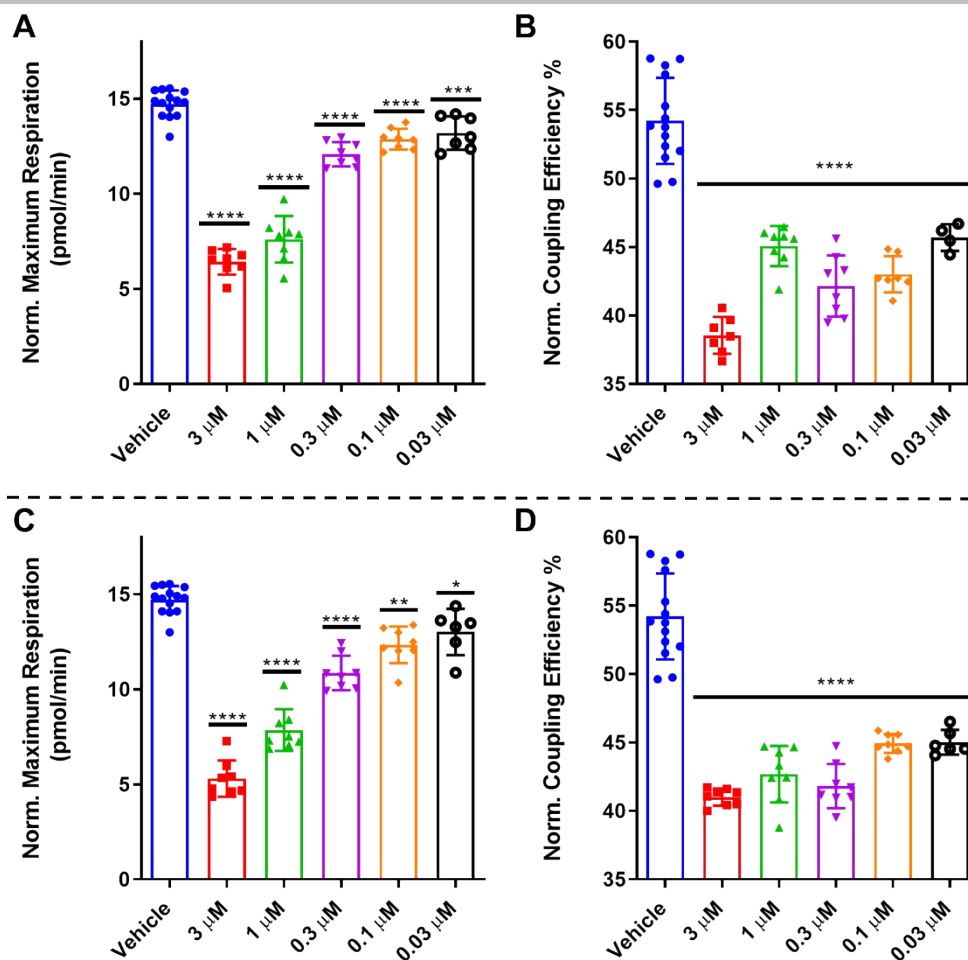 A
Norm. Maximum Respiration
(pmol/min)
15
10
5
0
****
****
****
****
***
Vehicle
3 µM
1 µM
0.3 µM
0.1 µM
0.03 µM
B
Norm. Coupling Efficiency %
60
55
50
45
40
35
****
Vehicle
3 µM
1 µM
0.3 µM
0.1 µM
0.03 µM
C
Norm. Maximum Respiration
(pmol/min)
15
10
5
0
****
****
****
**
*
Vehicle
3 µM
1 µM
0.3 µM
0.1 µM
0.03 µM
D
Norm. Coupling Efficiency %
60
55
50
45
40
35
****
Vehicle
3 µM
1 µM
0.3 µM
0.1 µM
0.03 µM